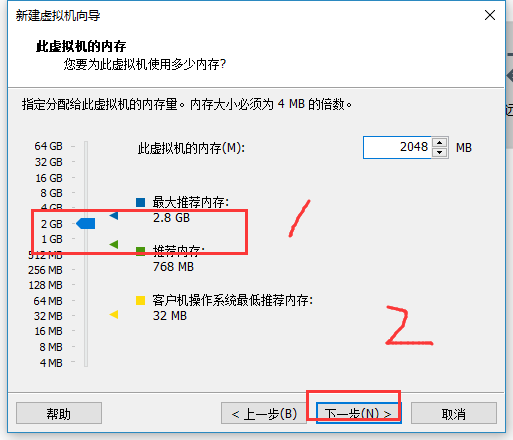 新建虚拟机向导
此虚拟机的内存
您要为此虚拟机使用多少内存?
指定分配给此虚拟机的内存量。内存大小必须为 4 MB 的倍数。
64 GB
32 GB
16 GB
8 GB
4 GB
2 GB
1 GB
512 MB
256 MB
128 MB
64 MB
32 MB
16 MB
8 MB
4 MB
此虚拟机的内存(M):
2048
MB
最大推荐内存:
2.8 GB
推荐内存:
768 MB
客户机操作系统最低推荐内存:
32 MB
1
2
帮助
< 上一步(B)
下一步(N) >
取消